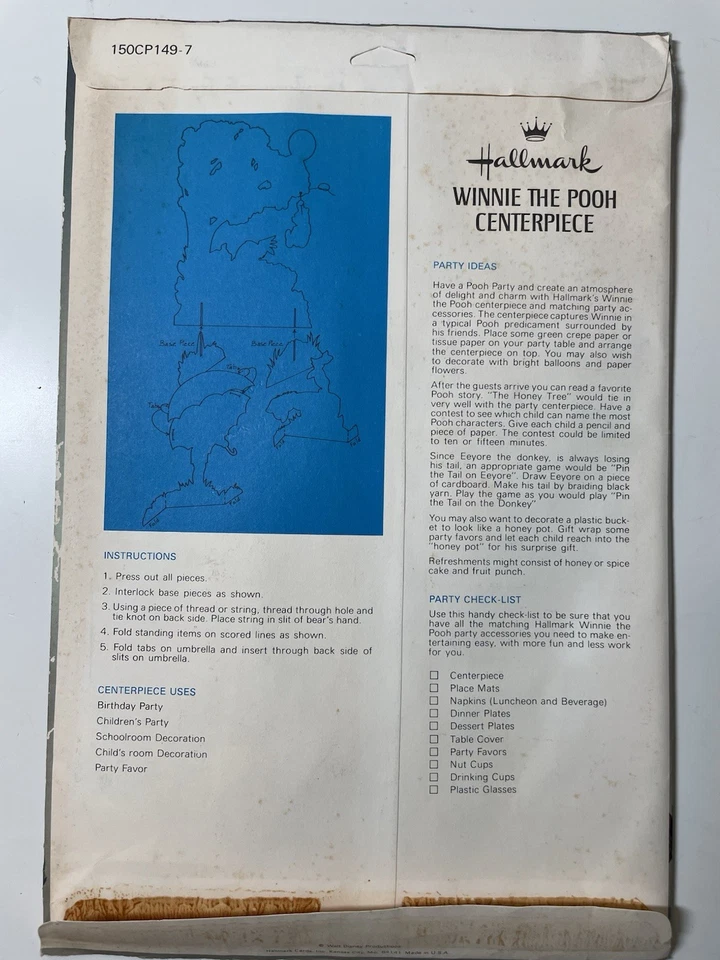 150CP149-7
Base Piece
Base Piece
INSTRUCTIONS
1. Press out all pieces.
2. Interlock base pieces as shown.
3. Using a piece of thread or string, thread through hole and
tie knot on back side. Place string in slit of bear's hand.
4. Fold standing items on scored lines as shown.
5. Fold tabs on umbrella and insert through back side of
slits on umbrella.
CENTERPIECE USES
Birthday Party
Children's Party
Schoolroom Decoration
Child's room Decoration
Party Favor
Hallmark
WINNIE THE POOH
CENTERPIECE
PARTY IDEAS
Have a Pooh Party and create an atmosphere
of delight and charm with Hallmark's Winnie
the Pooh centerpiece and matching party ac-
cessories. The centerpiece captures Winnie in
a typical Pooh predicament surrounded by
his friends. Place some green crepe paper or
tissue paper on your party table and arrange
the centerpiece on top. You may also wish
to decorate with bright balloons and paper
flowers.
After the guests arrive you can read a favorite
Pooh story. "The Honey Tree" would tie in
very well with the party centerpiece. Have a
contest to see which child can name the most
Pooh characters. Give each child a pencil and
piece of paper. The contest could be limited
to ten or fifteen minutes.
Since Eeyore the donkey, is always losing
his tail, an appropriate game would be "Pin
the Tail on Eeyore". Draw Eeyore on a piece
of cardboard. Make his tail by braiding black
yarn. Play the game as you would play "Pin
the Tail on the Donkey"
You may also want to decorate a plastic buck-
et to look like a honey pot. Gift wrap some
party favors and let each child reach into the
"honey pot" for his surprise gift.
Refreshments might consist of honey or spice
cake and fruit punch.
PARTY CHECK-LIST
Use this handy check-list to be sure that you
have all the matching Hallmark Winnie the
Pooh party accessories you need to make en-
tertaining easy, with more fun and less work
for you.
Centerpiece
Place Mats
Napkins (Luncheon and Beverage)
Dinner Plates
Dessert Plates
Table Cover
Party Favors
Nut Cups
Drinking Cups
Plastic Glasses
Disney Productions
Hallmark Cards, Inc. Kansas City, Mo. Made in U.S.A.